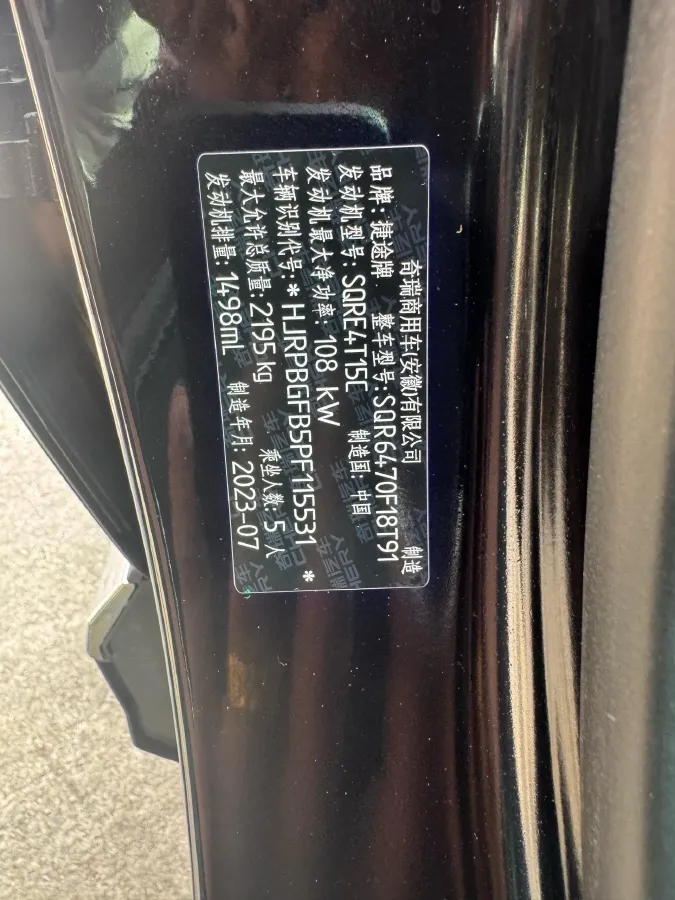 奇瑞商用车(安徽)有限公司 制造
品牌: 捷途牌 整车型号: SQR6470F18T91
发动机型号: SQRE4T15C 制造国: 中国
发动机最大净功率: 108 kW
车辆识别代号: *HJRPBGFB5PF115531*
最大允许总质量: 2195 kg 乘坐人数: 5人
发动机排量: 1498mL 制造年月: 2023-07